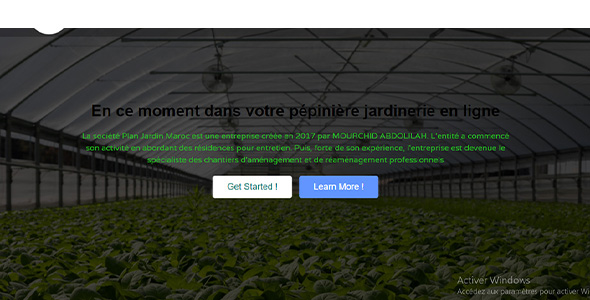 En ce moment dans votre pépinière jardinerie en ligne
La société Plan Jardin Maroc est une entreprise créée en 2017 par MOURCHID ABDOLILAH. L'entité a commencé
son activité en abordant des résidences pour entretien. Puis, forte de son expérience, l'entreprise est devenue le
spécialiste des chantiers d'aménagement et de reaménagement professionnels.
Get Started !
Learn More !
Activer Windows
Accédez aux paramètres pour activer Wi